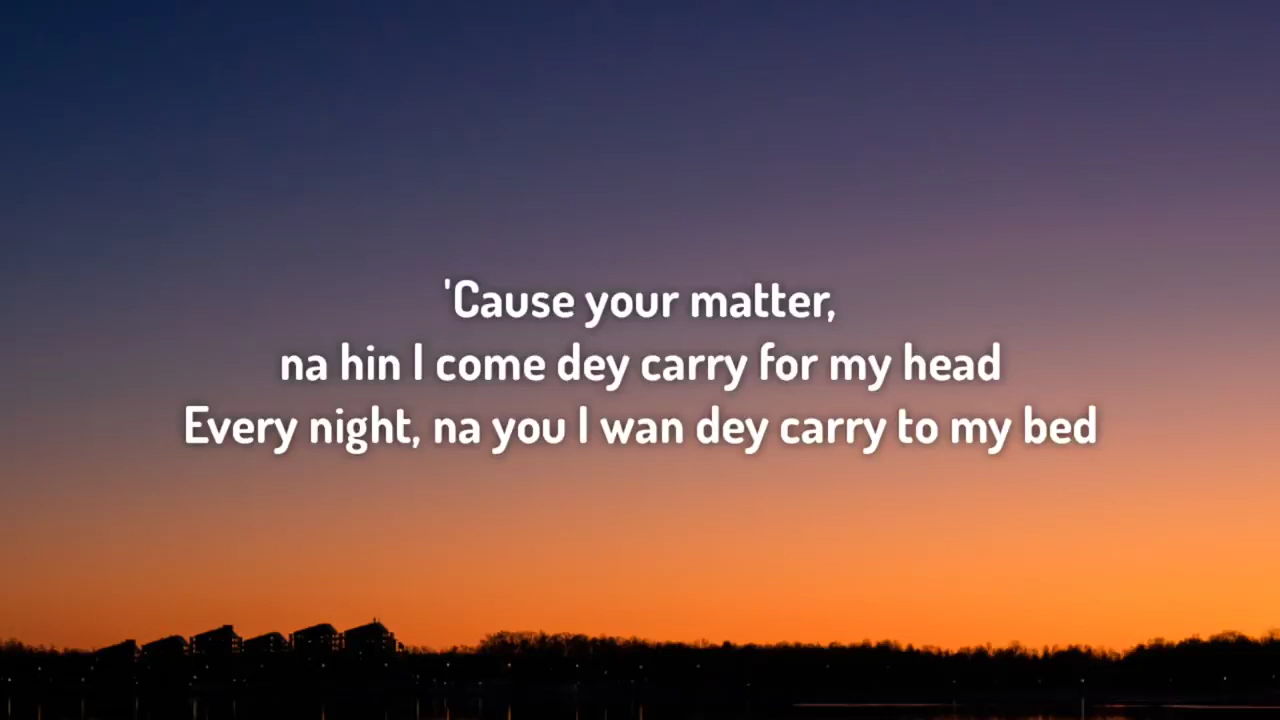 'Cause your matter,
na hin I come dey carry for my head
Every night, na you I wan dey carry to my bed